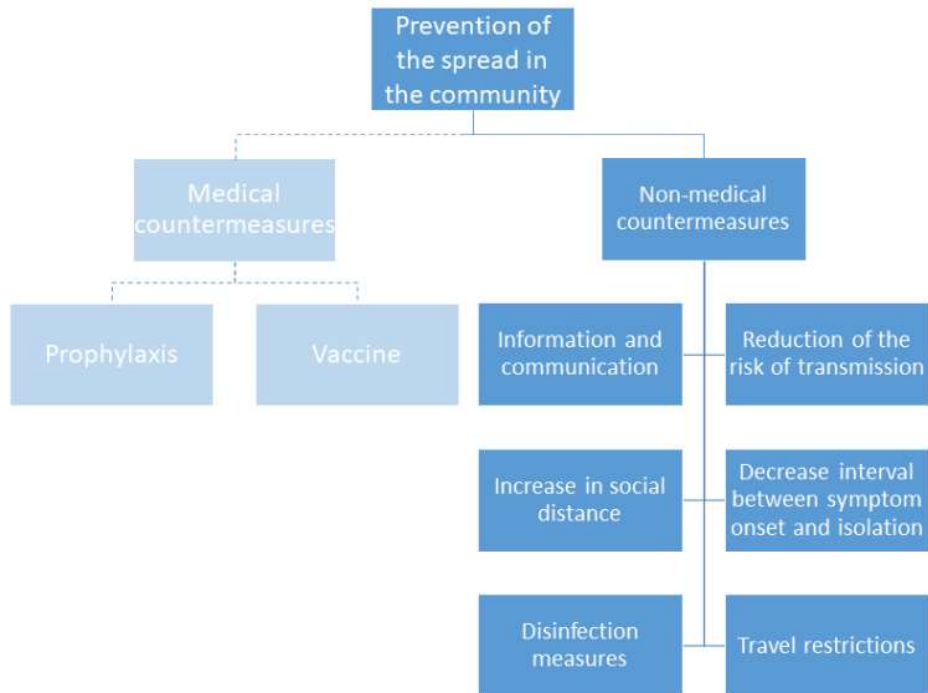 Prevention of
the spread in
the community
Medical
countermeasures
Non-medical
countermeasures
Prophylaxis
Vaccine
Information and
communication
Reduction of the
risk of transmission
Increase in social
distance
Decrease interval
between symptom
onset and isolation
Disinfection
measures
Travel restrictions